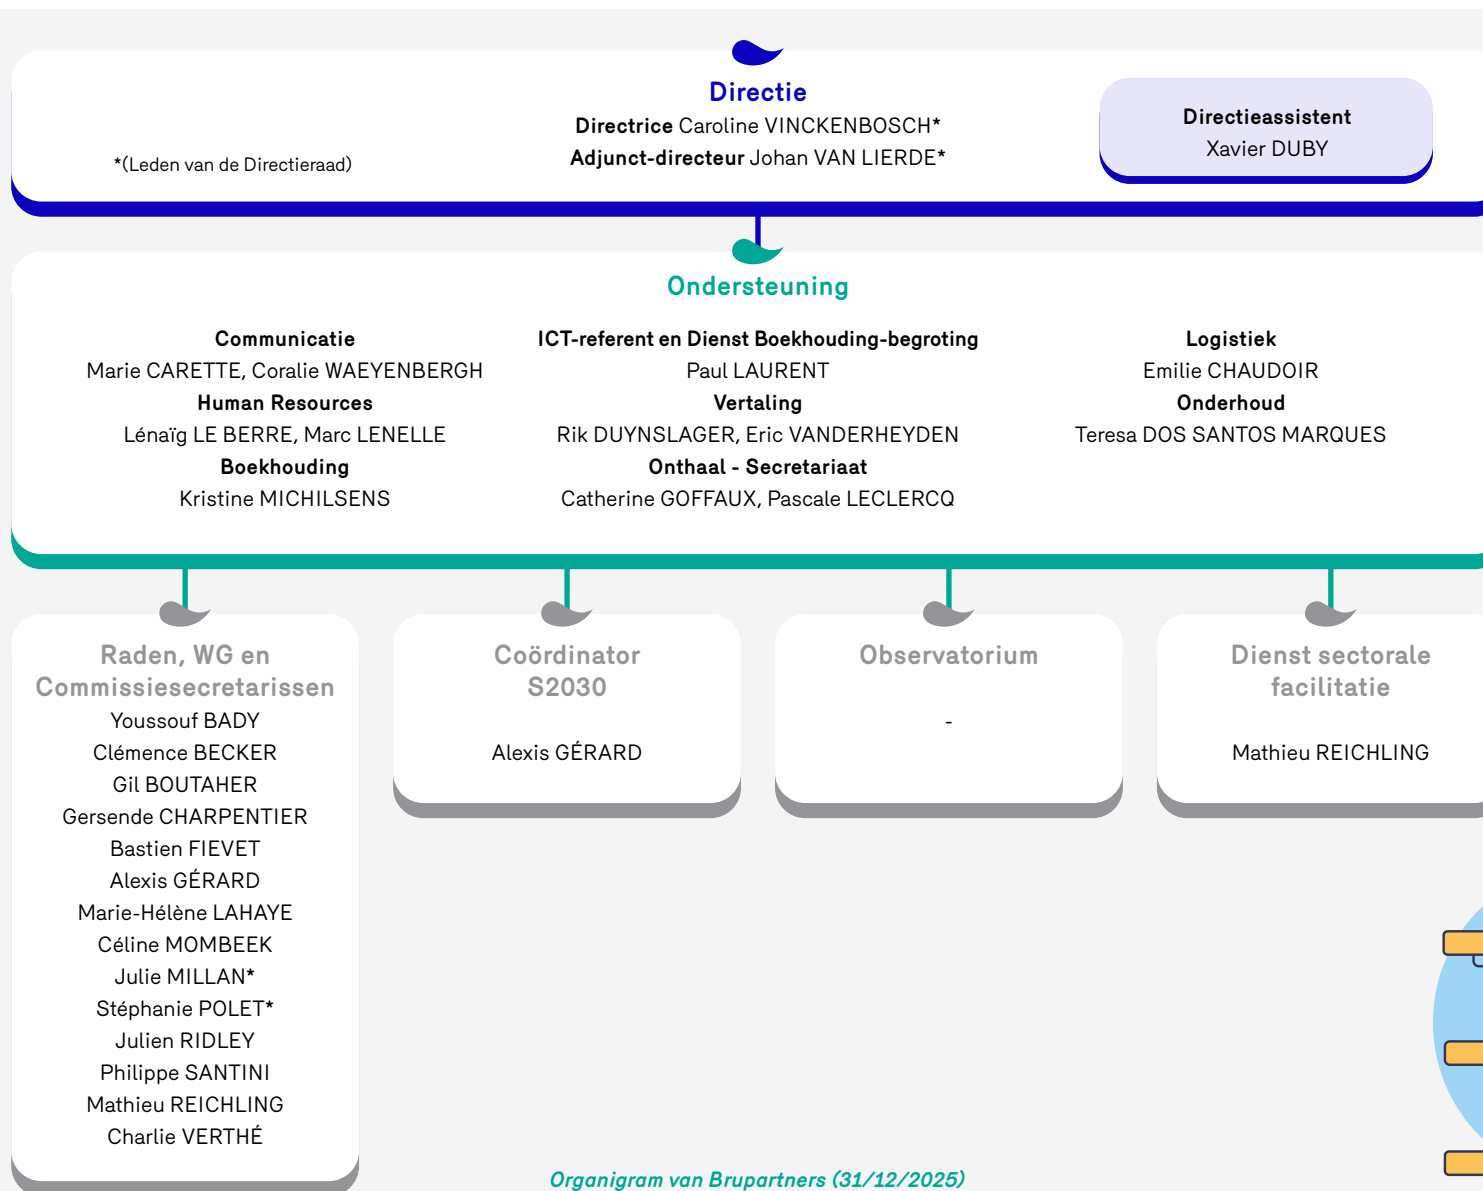 Directie
Directrice Caroline VINCKENBOSCH*
Adjunct-directeur Johan VAN LIERDE*
*(Leden van de Directieraad)
Directieassistent
Xavier DUBY
Ondersteuning
Communicatie
Marie CARETTE, Coralie WAEYENBERGH
Human Resources
Lénaïg LE BERRE, Marc LENELLE
Boekhouding
Kristine MICHILSENS
ICT-referent en Dienst Boekhouding-begroting
Paul LAURENT
Vertaling
Rik DUYNSLAGER, Eric VANDERHEYDEN
Onthaal - Secretariaat
Catherine GOFFAUX, Pascale LECLERCQ
Logistiek
Emilie CHAUDOIR
Onderhoud
Teresa DOS SANTOS MARQUES
Raden, WG en
Commissiesecretarissen
Youssouf BADY
Clémence BECKER
Gil BOUTAHER
Gersende CHARPENTIER
Bastien FIEVET
Alexis GÉRARD
Marie-Hélène LAHAYE
Céline MOMBEEK
Julie MILLAN*
Stéphanie POLET*
Julien RIDLEY
Philippe SANTINI
Mathieu REICHLING
Charlie VERTHÉ
Coördinator
S2030
Alexis GÉRARD
Observatorium
-
Dienst sectorale
facilitatie
Mathieu REICHLING
Organigram van Brupartners (31/12/2025)